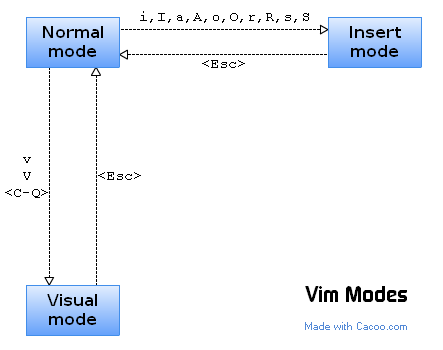 Normal
mode
i,I,a,A,o,O,r,R,s,S
Insert
mode
<Esc>
v
V
<C-Q>
<Esc>
Visual
mode
Vim Modes
Made with Cacoo.com